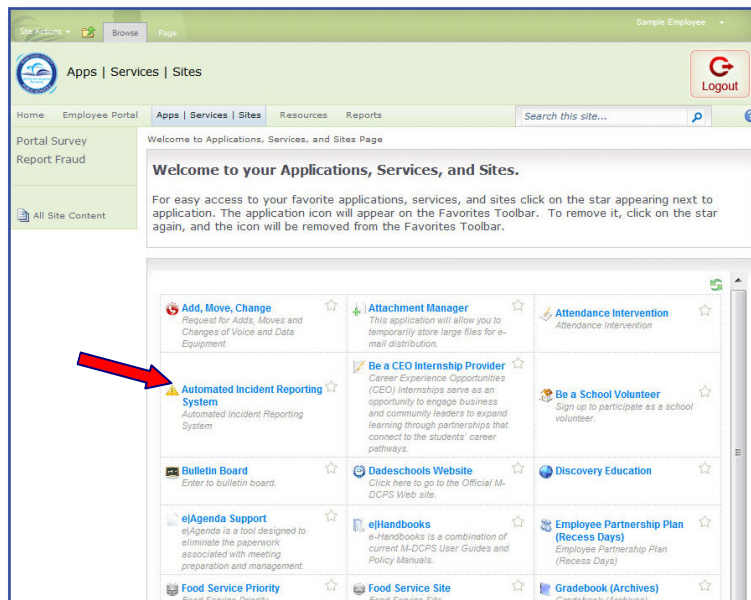 Sample Employee
Site Actions
Browse
Page
Apps | Services | Sites
Logout
Home
Employee Portal
Apps | Services | Sites
Resources
Reports
Search this site...
Portal Survey
Report Fraud
All Site Content
Welcome to Applications, Services, and Sites Page
Welcome to your Applications, Services, and Sites.
For easy access to your favorite applications, services, and sites click on the star appearing next to
application. The application icon will appear on the Favorites Toolbar. To remove it, click on the star
again, and the icon will be removed from the Favorites Toolbar.
Add, Move, Change
Request for Adds, Moves and
Changes of Voice and Data
Equipment
Attachment Manager
This application will allow you to
temporarily store large files for e-
mail distribution.
Attendance Intervention
Attendance Intervention
Automated Incident Reporting
System
Automated Incident Reporting
System
Be a CEO Internship Provider
Career Experience Opportunities
(CEO) Internships serve as an
opportunity to engage business
and community leaders to expand
learning through partnerships that
connect to the students' career
pathways.
Be a School Volunteer
Sign up to participate as a school
volunteer.
Bulletin Board
Enter to bulletin board.
Dadeschools Website
Click here to go to the Official M-
DCPS Web site.
Discovery Education
e|Agenda Support
e|Agenda is a tool designed to
eliminate the paperwork
associated with meeting
preparation and management.
e|Handbooks
e-Handbooks is a combination of
current M-DCPS User Guides and
Policy Manuals.
Employee Partnership Plan
(Recess Days)
Employee Partnership Plan
(Recess Days)
Food Service Priority
Food Service Priority
Food Service Site
Food Service Site
Gradebook (Archives)
Gradebook (Archives)